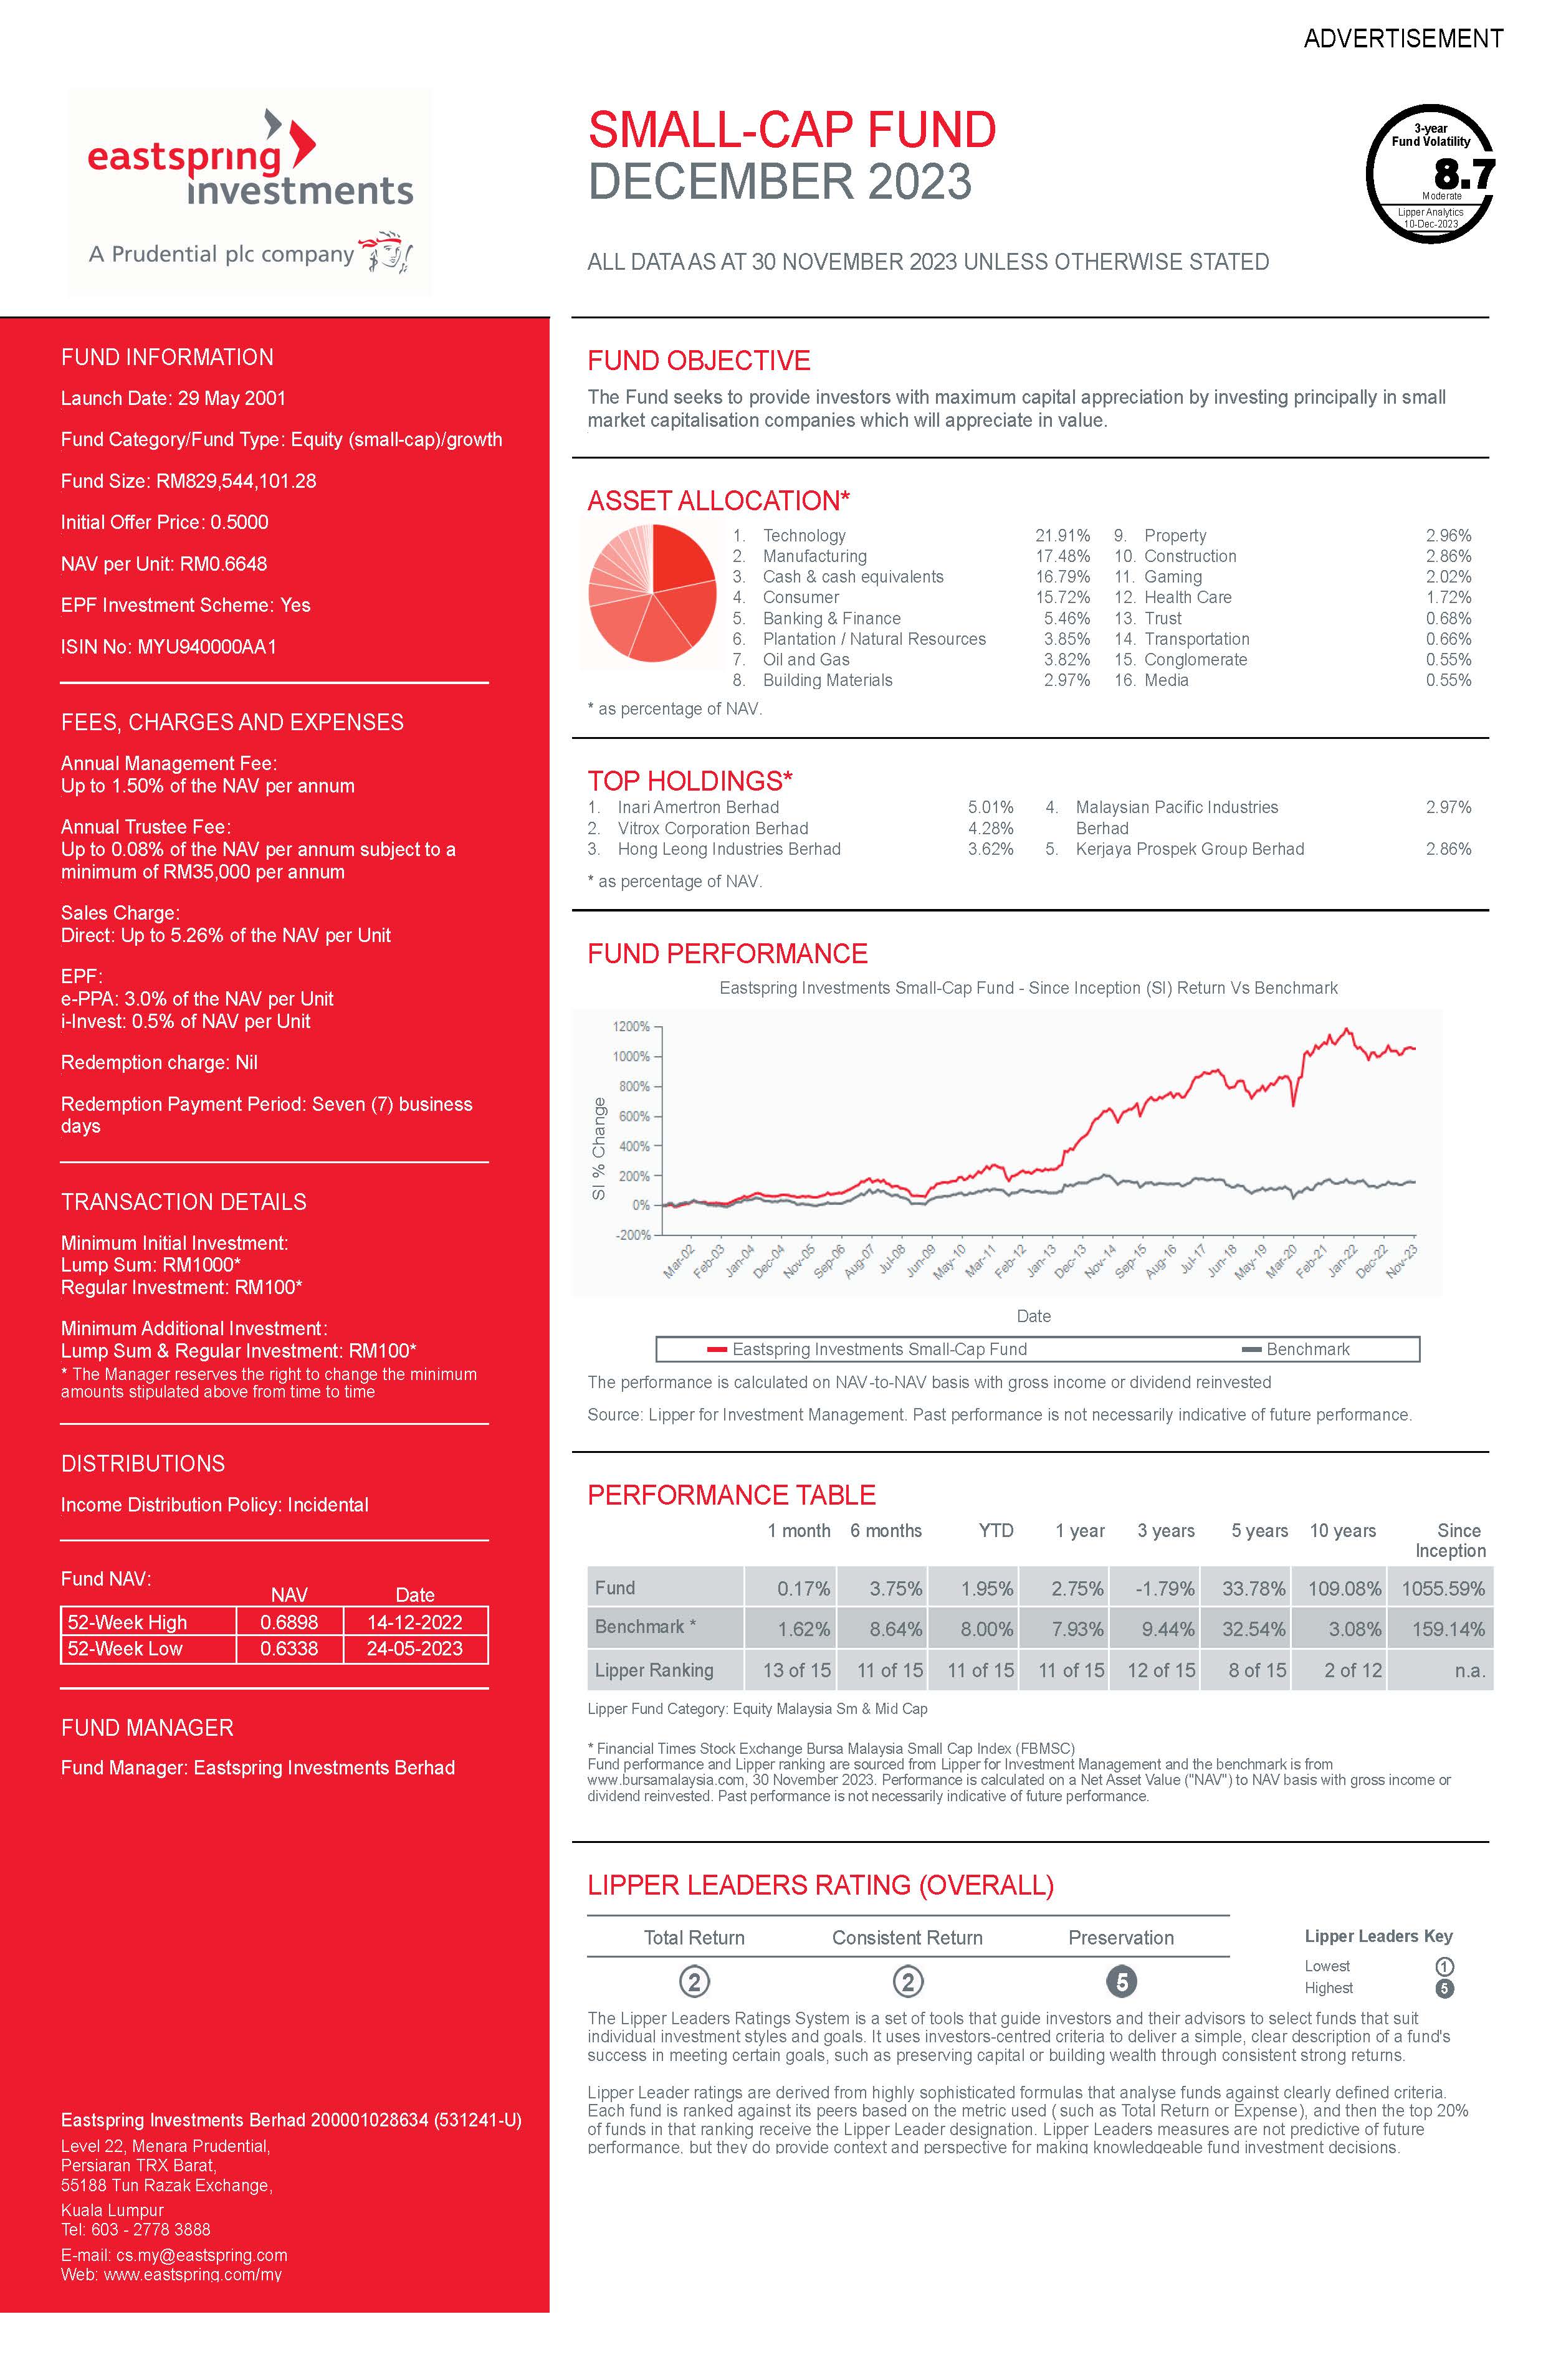 ADVERTISEMENT
eastspring
investments
A Prudential plc company
SMALL-CAP FUND
DECEMBER 2023
ALL DATA AS AT 30 NOVEMBER 2023 UNLESS OTHERWISE STATED
3-year
Fund Volatility
8.7
Moderate
Lipper Analytics
10-Dec-2023
FUND INFORMATION
Launch Date: 29 May 2001
Fund Category/Fund Type: Equity (small-cap)/growth
Fund Size: RM829,544,101.28
Initial Offer Price: 0.5000
NAV per Unit: RM0.6648
EPF Investment Scheme: Yes
ISIN No: MYU940000AA1
FEES, CHARGES AND EXPENSES
Annual Management Fee:
Up to 1.50% of the NAV per annum
Annual Trustee Fee:
Up to 0.08% of the NAV per annum subject to a
minimum of RM35,000 per annum
Sales Charge:
Direct: Up to 5.26% of the NAV per Unit
EPF:
e-PPA: 3.0% of the NAV per Unit
i-Invest: 0.5% of NAV per Unit
Redemption charge: Nil
Redemption Payment Period: Seven (7) business
days
TRANSACTION DETAILS
Minimum Initial Investment:
Lump Sum: RM1000*
Regular Investment: RM100*
Minimum Additional Investment:
Lump Sum & Regular Investment: RM100*
* The Manager reserves the right to change the minimum
amounts stipulated above from time to time
DISTRIBUTIONS
Income Distribution Policy: Incidental
Fund NAV:
NAV Date
52-Week High 0.6898 14-12-2022
52-Week Low 0.6338 24-05-2023
FUND MANAGER
Fund Manager: Eastspring Investments Berhad
Eastspring Investments Berhad 200001028634 (531241-U)
Level 22, Menara Prudential,
Persiaran TRX Barat,
55188 Tun Razak Exchange,
Kuala Lumpur
Tel: 603 - 2778 3888
E-mail: cs.my@eastspring.com
Web: www.eastspring.com/my
FUND OBJECTIVE
The Fund seeks to provide investors with maximum capital appreciation by investing principally in small
market capitalisation companies which will appreciate in value.
ASSET ALLOCATION*
1. Technology 21.91% 9. Property 2.96%
2. Manufacturing 17.48% 10. Construction 2.86%
3. Cash & cash equivalents 16.79% 11. Gaming 2.02%
4. Consumer 15.72% 12. Health Care 1.72%
5. Banking & Finance 5.46% 13. Trust 0.68%
6. Plantation / Natural Resources 3.85% 14. Transportation 0.66%
7. Oil and Gas 3.82% 15. Conglomerate 0.55%
8. Building Materials 2.97% 16. Media 0.55%
* as percentage of NAV.
TOP HOLDINGS*
1. Inari Amertron Berhad 5.01% 4. Malaysian Pacific Industries 2.97%
2. Vitrox Corporation Berhad 4.28% Berhad
3. Hong Leong Industries Berhad 3.62% 5. Kerjaya Prospek Group Berhad 2.86%
* as percentage of NAV.
FUND PERFORMANCE
Eastspring Investments Small-Cap Fund - Since Inception (SI) Return Vs Benchmark
SI % Change
1200%
1000%
800%
600%
400%
200%
0%
-200%
Mar-02 Feb-03 Jan-04 Dec-04 Nov-05 Sep-06 Aug-07 Jul-08 Jun-09 May-10 Mar-11 Feb-12 Jan-13 Dec-13 Nov-14 Sep-15 Aug-16 Jul-17 Jun-18 May-19 Mar-20 Feb-21 Jan-22 Dec-22 Nov-23
Date
Eastspring Investments Small-Cap Fund Benchmark
The performance is calculated on NAV-to-NAV basis with gross income or dividend reinvested
Source: Lipper for Investment Management. Past performance is not necessarily indicative of future performance.
PERFORMANCE TABLE
1 month 6 months YTD 1 year 3 years 5 years 10 years Since
Inception
Fund 0.17% 3.75% 1.95% 2.75% -1.79% 33.78% 109.08% 1055.59%
Benchmark * 1.62% 8.64% 8.00% 7.93% 9.44% 32.54% 3.08% 159.14%
Lipper Ranking 13 of 15 11 of 15 11 of 15 11 of 15 12 of 15 8 of 15 2 of 12 n.a.
Lipper Fund Category: Equity Malaysia Sm & Mid Cap
* Financial Times Stock Exchange Bursa Malaysia Small Cap Index (FBMSC)
Fund performance and Lipper ranking are sourced from Lipper for Investment Management and the benchmark is from
www.bursamalaysia.com, 30 November 2023. Performance is calculated on a Net Asset Value ("NAV") to NAV basis with gross income or
dividend reinvested. Past performance is not necessarily indicative of future performance.
LIPPER LEADERS RATING (OVERALL)
Total Return Consistent Return Preservation
2 2 5
Lipper Leaders Key
Lowest 1
Highest 5
The Lipper Leaders Ratings System is a set of tools that guide investors and their advisors to select funds that suit
individual investment styles and goals. It uses investors-centred criteria to deliver a simple, clear description of a fund's
success in meeting certain goals, such as preserving capital or building wealth through consistent strong returns.
Lipper Leader ratings are derived from highly sophisticated formulas that analyse funds against clearly defined criteria.
Each fund is ranked against its peers based on the metric used ( such as Total Return or Expense), and then the top 20%
of funds in that ranking receive the Lipper Leader designation. Lipper Leaders measures are not predictive of future
performance, but they do provide context and perspective for making knowledgeable fund investment decisions.